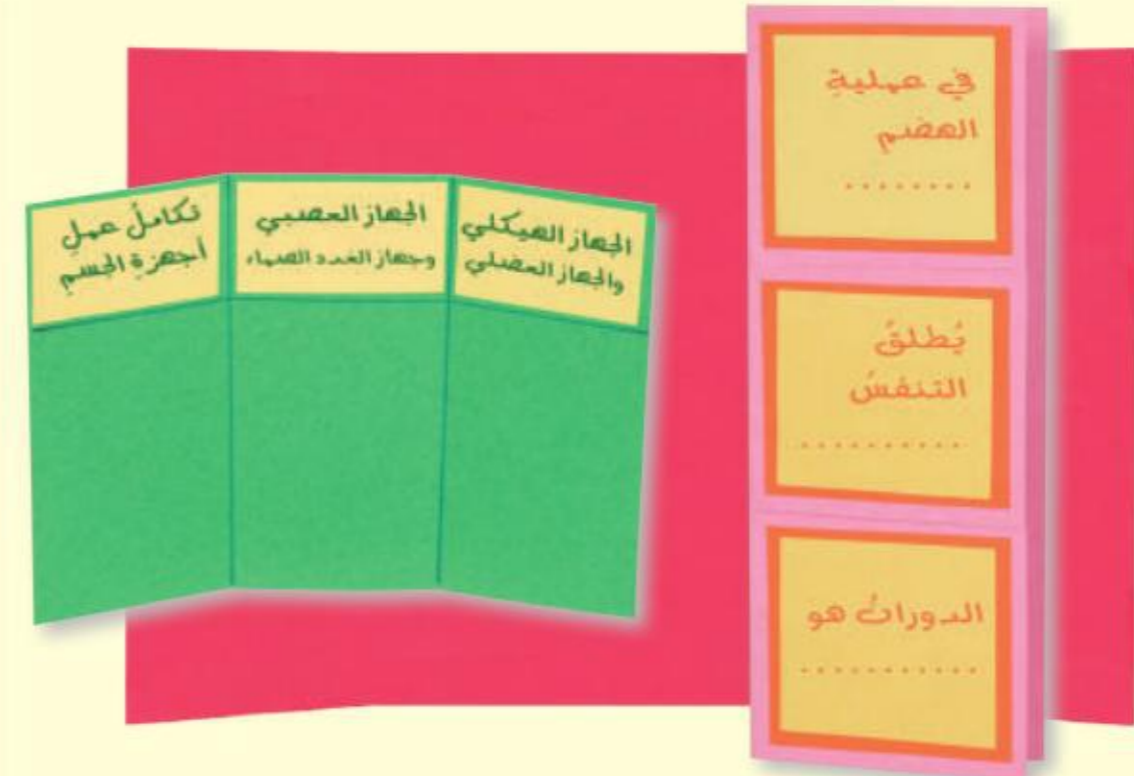 في عمليةِ
الهضمِ
........
يُطلقُ
التنفسُ
..........
الدورانُ هو
...........
الجهاز الهيكلي
والجهاز العضلي
الجهاز العصبي
وجهاز الغدد الصماء
تكاملُ عملِ
أجهزةِ الجسمِ